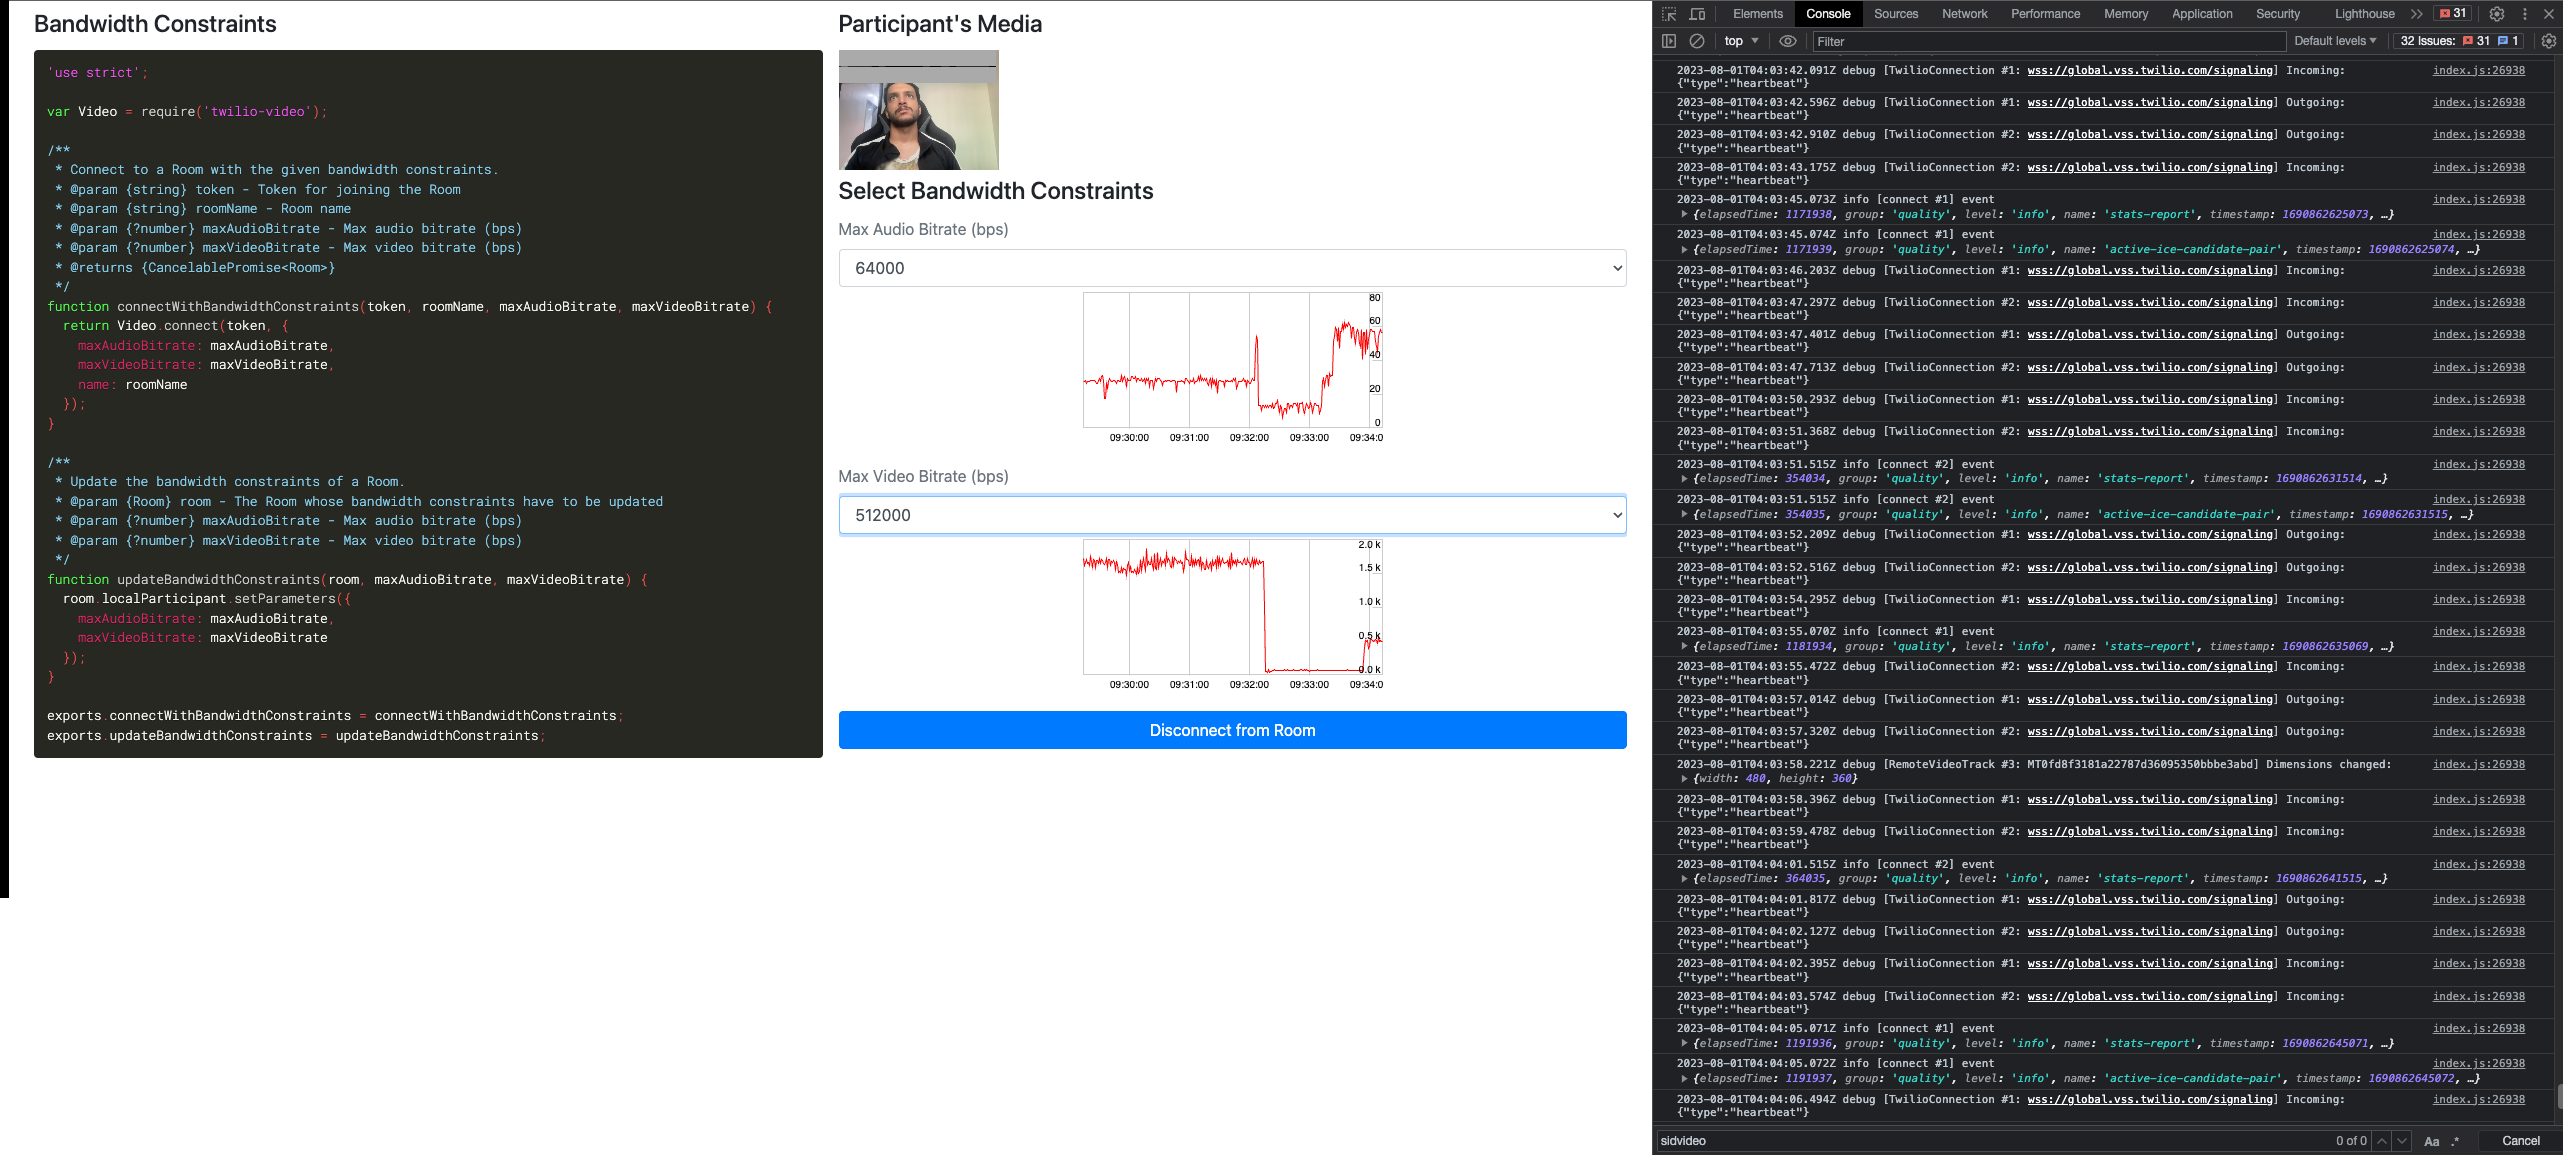 Bandwidth Constraints
'use strict';
var Video = require('twilio-video');
/**
* Connect to a Room with the given bandwidth constraints.
* @param {string} token - Token for joining the Room
* @param {string} roomName - Room name
* @param {?number} maxAudioBitrate - Max audio bitrate (bps)
* @param {?number} maxVideoBitrate - Max video bitrate (bps)
* @returns {CancelablePromise<Room>}
*/
function connectWithBandwidthConstraints(token, roomName, maxAudioBitrate, maxVideoBitrate) {
return Video.connect(token, {
maxAudioBitrate: maxAudioBitrate,
maxVideoBitrate: maxVideoBitrate,
name: roomName
});
}
/**
* Update the bandwidth constraints of a Room.
* @param {Room} room - The Room whose bandwidth constraints have to be updated
* @param {?number} maxAudioBitrate - Max audio bitrate (bps)
* @param {?number} maxVideoBitrate - Max video bitrate (bps)
*/
function updateBandwidthConstraints(room, maxAudioBitrate, maxVideoBitrate) {
room.localParticipant.setParameters({
maxAudioBitrate: maxAudioBitrate,
maxVideoBitrate: maxVideoBitrate
});
}
exports.connectWithBandwidthConstraints = connectWithBandwidthConstraints;
exports.updateBandwidthConstraints = updateBandwidthConstraints;
Participant's Media
Select Bandwidth Constraints
Max Audio Bitrate (bps)
64000
80
60
40
20
0
09:30:00 09:31:00 09:32:00 09:33:00 09:34:0
Max Video Bitrate (bps)
512000
2.0 k
1.5 k
1.0 k
0.5 k
0.0 k
09:30:00 09:31:00 09:32:00 09:33:00 09:34:0
Disconnect from Room
Elements Console Sources Network Performance Memory Application Security Lighthouse 31
top Filter Default levels 32 Issues: 31 1
2023-08-01T04:03:42.091Z debug [TwilioConnection #1: wss://global.vss.twilio.com/signaling] Incoming: index.js:26938
{"type":"heartbeat"}
2023-08-01T04:03:42.596Z debug [TwilioConnection #1: wss://global.vss.twilio.com/signaling] Outgoing: index.js:26938
{"type":"heartbeat"}
2023-08-01T04:03:42.910Z debug [TwilioConnection #2: wss://global.vss.twilio.com/signaling] Outgoing: index.js:26938
{"type":"heartbeat"}
2023-08-01T04:03:43.175Z debug [TwilioConnection #2: wss://global.vss.twilio.com/signaling] Incoming: index.js:26938
{"type":"heartbeat"}
2023-08-01T04:03:45.073Z info [connect #1] event index.js:26938
{elapsedTime: 1171938, group: 'quality', level: 'info', name: 'stats-report', timestamp: 1690862625073, …}
2023-08-01T04:03:45.074Z info [connect #1] event index.js:26938
{elapsedTime: 1171939, group: 'quality', level: 'info', name: 'active-ice-candidate-pair', timestamp: 1690862625074, …}
2023-08-01T04:03:46.203Z debug [TwilioConnection #1: wss://global.vss.twilio.com/signaling] Incoming: index.js:26938
{"type":"heartbeat"}
2023-08-01T04:03:47.297Z debug [TwilioConnection #2: wss://global.vss.twilio.com/signaling] Incoming: index.js:26938
{"type":"heartbeat"}
2023-08-01T04:03:47.401Z debug [TwilioConnection #1: wss://global.vss.twilio.com/signaling] Outgoing: index.js:26938
{"type":"heartbeat"}
2023-08-01T04:03:47.713Z debug [TwilioConnection #2: wss://global.vss.twilio.com/signaling] Outgoing: index.js:26938
{"type":"heartbeat"}
2023-08-01T04:03:50.293Z debug [TwilioConnection #1: wss://global.vss.twilio.com/signaling] Incoming: index.js:26938
{"type":"heartbeat"}
2023-08-01T04:03:51.368Z debug [TwilioConnection #2: wss://global.vss.twilio.com/signaling] Incoming: index.js:26938
{"type":"heartbeat"}
2023-08-01T04:03:51.515Z info [connect #2] event index.js:26938
{elapsedTime: 354034, group: 'quality', level: 'info', name: 'stats-report', timestamp: 1690862631514, …}
2023-08-01T04:03:51.515Z info [connect #2] event index.js:26938
{elapsedTime: 354035, group: 'quality', level: 'info', name: 'active-ice-candidate-pair', timestamp: 1690862631515, …}
2023-08-01T04:03:52.209Z debug [TwilioConnection #1: wss://global.vss.twilio.com/signaling] Outgoing: index.js:26938
{"type":"heartbeat"}
2023-08-01T04:03:52.516Z debug [TwilioConnection #2: wss://global.vss.twilio.com/signaling] Outgoing: index.js:26938
{"type":"heartbeat"}
2023-08-01T04:03:54.295Z debug [TwilioConnection #1: wss://global.vss.twilio.com/signaling] Incoming: index.js:26938
{"type":"heartbeat"}
2023-08-01T04:03:55.070Z info [connect #1] event index.js:26938
{elapsedTime: 1181934, group: 'quality', level: 'info', name: 'stats-report', timestamp: 1690862635069, …}
2023-08-01T04:03:55.472Z debug [TwilioConnection #2: wss://global.vss.twilio.com/signaling] Incoming: index.js:26938
{"type":"heartbeat"}
2023-08-01T04:03:57.014Z debug [TwilioConnection #1: wss://global.vss.twilio.com/signaling] Outgoing: index.js:26938
{"type":"heartbeat"}
2023-08-01T04:03:57.320Z debug [TwilioConnection #2: wss://global.vss.twilio.com/signaling] Outgoing: index.js:26938
{"type":"heartbeat"}
2023-08-01T04:03:58.221Z debug [RemoteVideoTrack #3: MT0fd8f3181a22787d36095350bbbe3abd] Dimensions changed: index.js:26938
{width: 480, height: 360}
2023-08-01T04:03:58.396Z debug [TwilioConnection #1: wss://global.vss.twilio.com/signaling] Incoming: index.js:26938
{"type":"heartbeat"}
2023-08-01T04:03:59.478Z debug [TwilioConnection #2: wss://global.vss.twilio.com/signaling] Incoming: index.js:26938
{"type":"heartbeat"}
2023-08-01T04:04:01.515Z info [connect #2] event index.js:26938
{elapsedTime: 364035, group: 'quality', level: 'info', name: 'stats-report', timestamp: 1690862641515, …}
2023-08-01T04:04:01.817Z debug [TwilioConnection #1: wss://global.vss.twilio.com/signaling] Outgoing: index.js:26938
{"type":"heartbeat"}
2023-08-01T04:04:02.127Z debug [TwilioConnection #2: wss://global.vss.twilio.com/signaling] Outgoing: index.js:26938
{"type":"heartbeat"}
2023-08-01T04:04:02.395Z debug [TwilioConnection #1: wss://global.vss.twilio.com/signaling] Incoming: index.js:26938
{"type":"heartbeat"}
2023-08-01T04:04:03.574Z debug [TwilioConnection #2: wss://global.vss.twilio.com/signaling] Incoming: index.js:26938
{"type":"heartbeat"}
2023-08-01T04:04:05.071Z info [connect #1] event index.js:26938
{elapsedTime: 1191936, group: 'quality', level: 'info', name: 'stats-report', timestamp: 1690862645071, …}
2023-08-01T04:04:05.072Z info [connect #1] event index.js:26938
{elapsedTime: 1191937, group: 'quality', level: 'info', name: 'active-ice-candidate-pair', timestamp: 1690862645072, …}
2023-08-01T04:04:06.494Z debug [TwilioConnection #1: wss://global.vss.twilio.com/signaling] Incoming: index.js:26938
{"type":"heartbeat"}
sidvideo 0 of 0 Aa .* Cancel